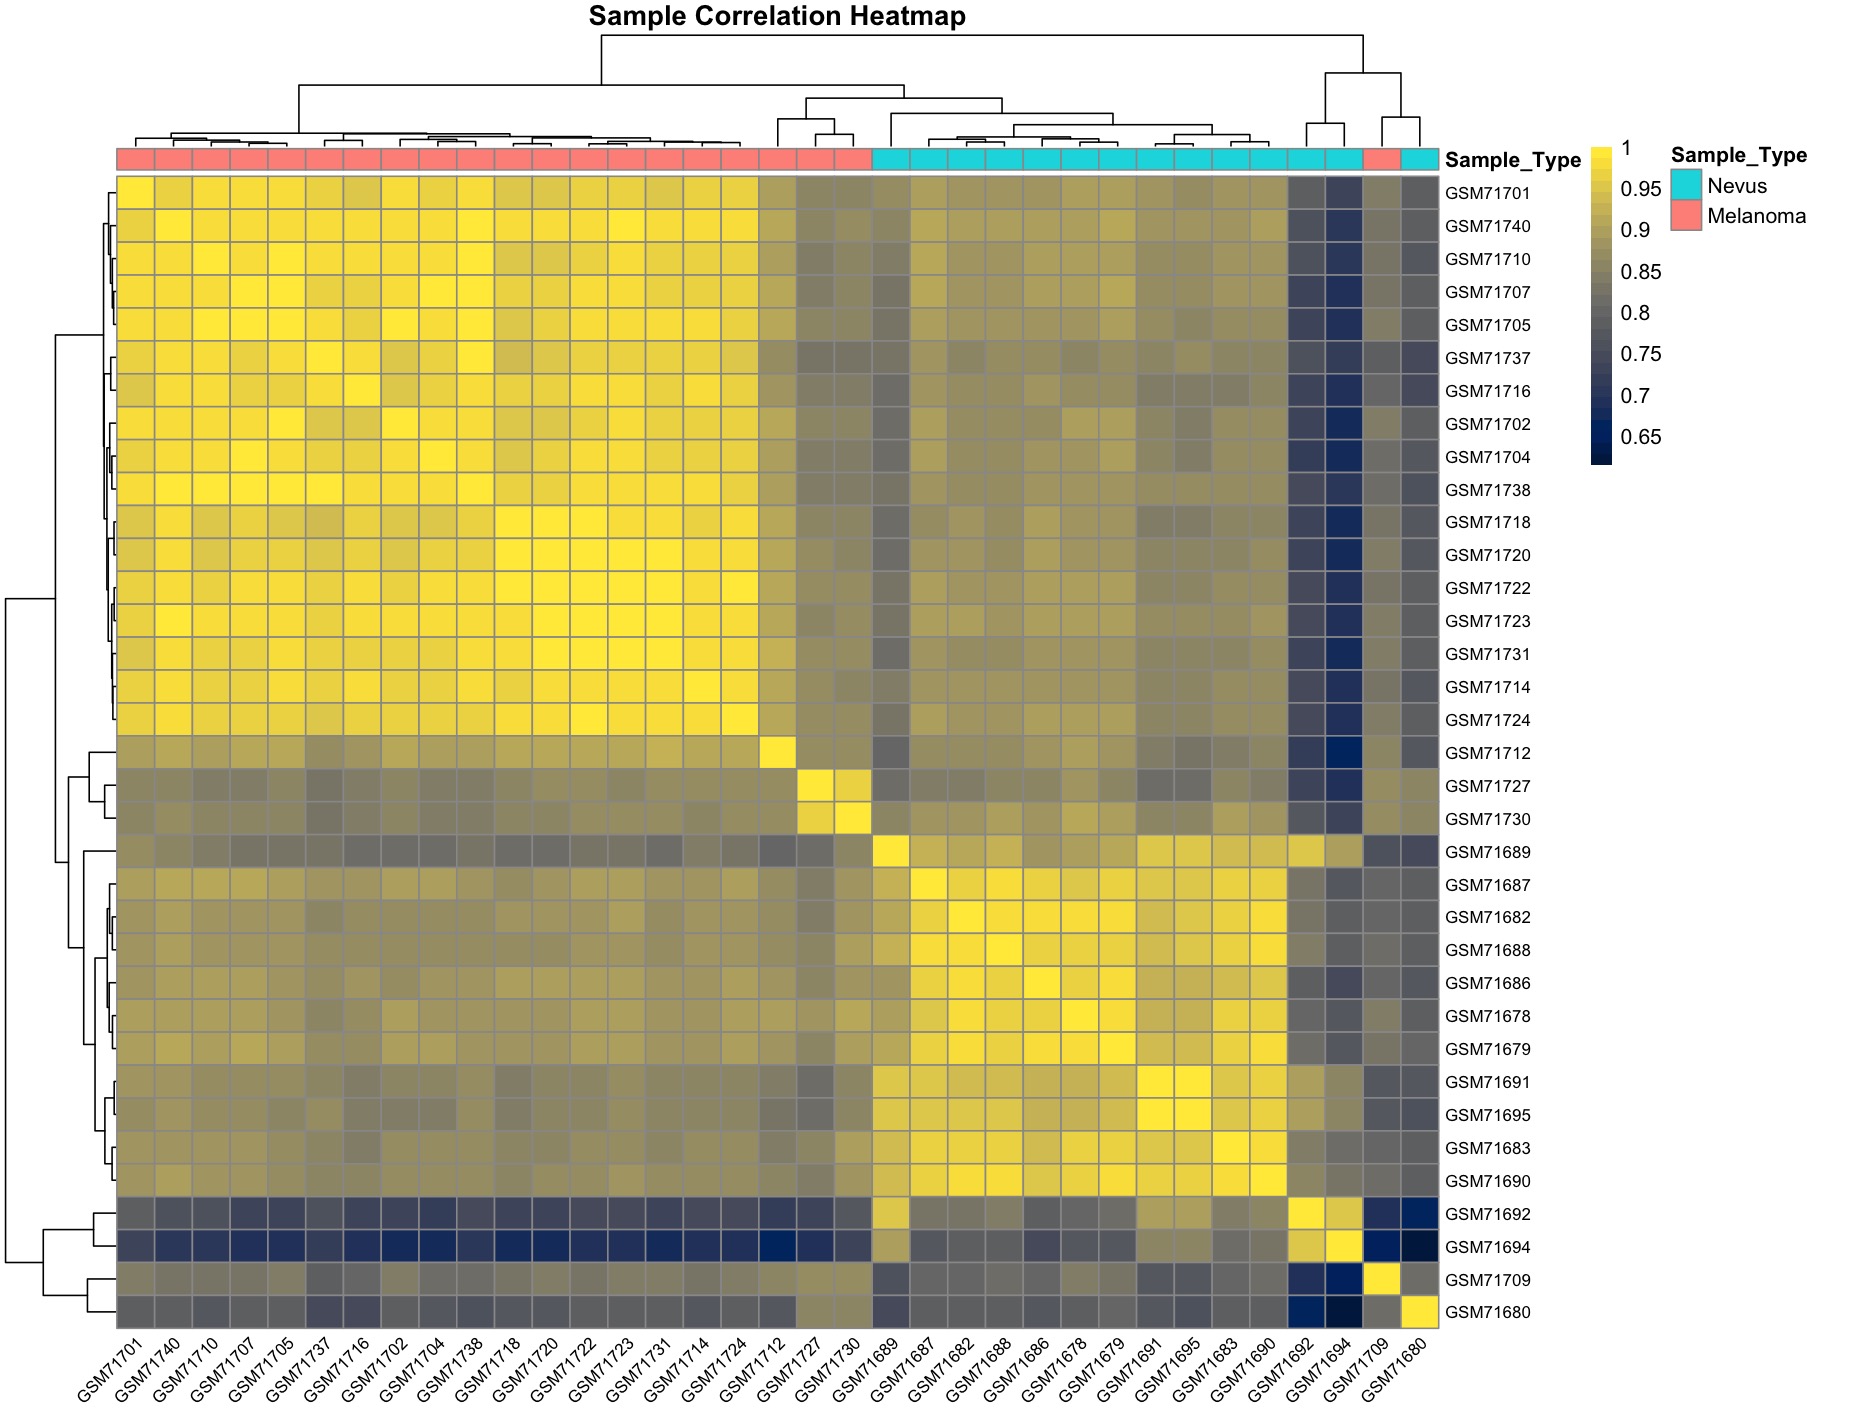 Sample Correlation Heatmap
Sample_Type
1
0.95
0.9
0.85
0.8
0.75
0.7
0.65
Sample_Type
Nevus
Melanoma
GSM71701
GSM71740
GSM71710
GSM71707
GSM71705
GSM71737
GSM71716
GSM71702
GSM71704
GSM71738
GSM71718
GSM71720
GSM71722
GSM71723
GSM71731
GSM71714
GSM71724
GSM71712
GSM71727
GSM71730
GSM71689
GSM71687
GSM71682
GSM71688
GSM71686
GSM71678
GSM71679
GSM71691
GSM71695
GSM71683
GSM71690
GSM71692
GSM71694
GSM71709
GSM71680
GSM71701
GSM71740
GSM71710
GSM71707
GSM71705
GSM71737
GSM71716
GSM71702
GSM71704
GSM71738
GSM71718
GSM71720
GSM71722
GSM71723
GSM71731
GSM71714
GSM71724
GSM71712
GSM71727
GSM71730
GSM71689
GSM71687
GSM71682
GSM71688
GSM71686
GSM71678
GSM71679
GSM71691
GSM71695
GSM71683
GSM71690
GSM71692
GSM71694
GSM71709
GSM71680